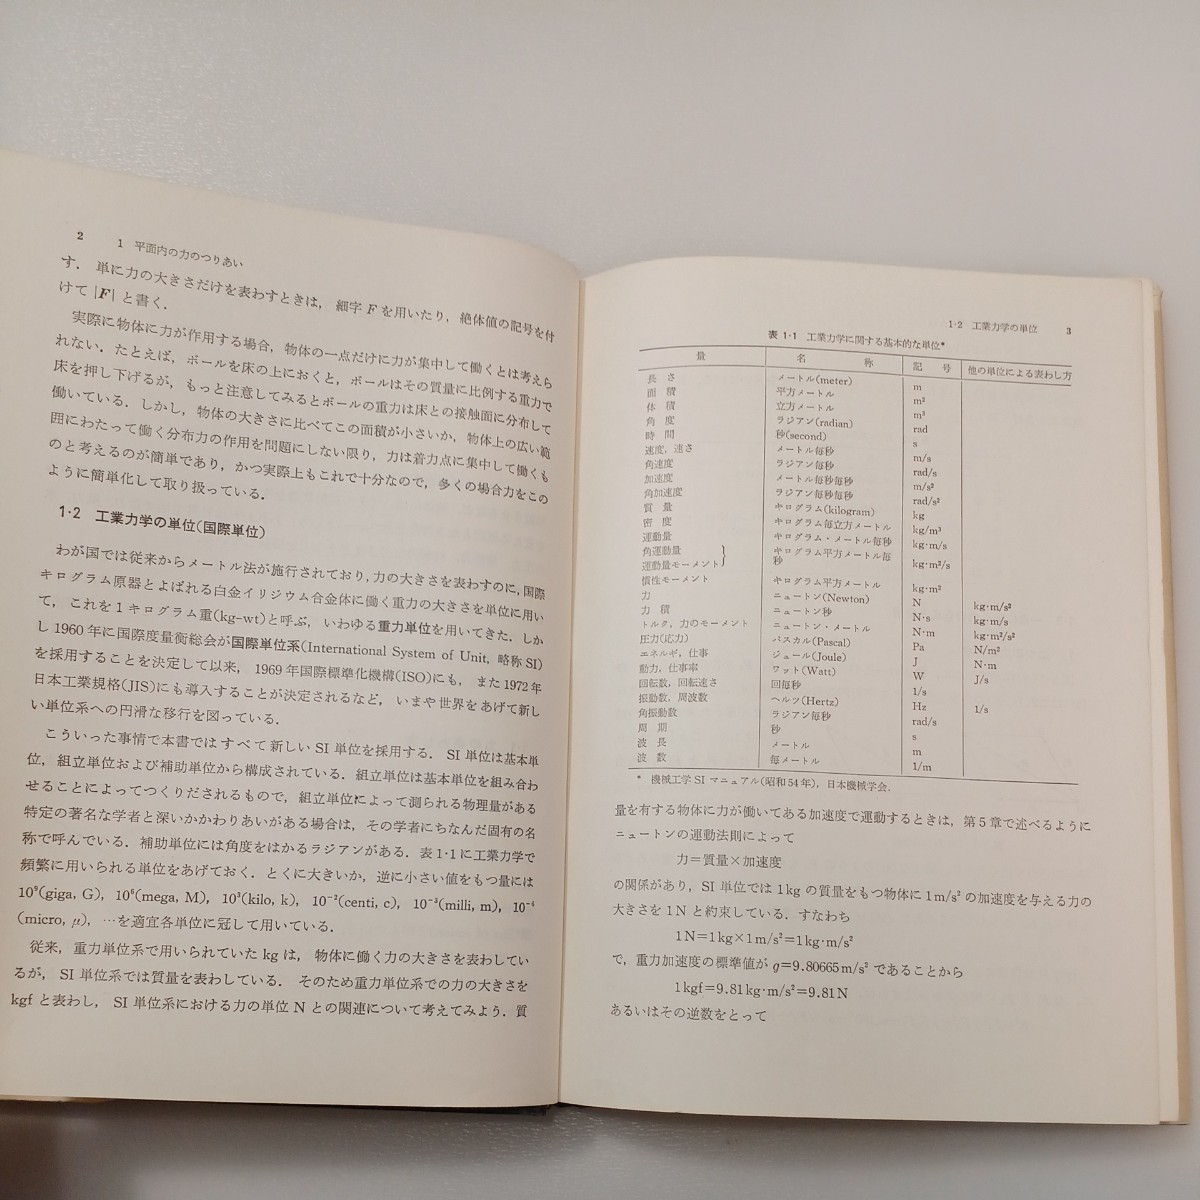 2　1　平面内の力のつりあい
す．単に力の大きさだけを表わすときは，細字 F を用いたり，絶体値の記号を付
けて |F| と書く．
実際に物体に力が作用する場合，物体の一点だけに力が集中して働くとは考えら
れない．たとえば，ボールを床の上におくと，ボールはその質量に比例する重力で
床を押し下げるが，もっと注意してみるとボールの重力は床との接触面に分布して
働いている．しかし，物体の大きさに比べてこの面積が小さいか，物体上の広い範
囲にわたって働く分布力の作用を問題にしない限り，力は着力点に集中して働くも
のと考えるのが簡単であり，かつ実際上もこれで十分なので，多くの場合力をこの
ように簡単化して取り扱っている．
1·2　工業力学の単位(国際単位)
わが国では従来からメートル法が施行されており，力の大きさを表わすのに，国際
キログラム原器とよばれる白金イリジウム合金体に働く重力の大きさを単位に用い
て，これを 1 キログラム重(kg-wt)と呼ぶ，いわゆる重力単位を用いてきた．しか
し 1960 年に国際度量衡総会が国際単位系(International System of Unit, 略称 SI)
を採用することを決定して以来，1969 年国際標準化機構(ISO)にも，また 1972 年
日本工業規格(JIS)にも導入することが決定されるなど，いまや世界をあげて新し
い単位系への円滑な移行を図っている．
こういった事情で本書ではすべて新しい SI 単位を採用する．SI 単位は基本単
位，組立単位および補助単位から構成されている．組立単位は基本単位を組み合わ
せることによってつくりだされるもので，組立単位によって測られる物理量がある
特定の著名な学者と深いかかわりあいがある場合は，その学者にちなんだ固有の名
称で呼んでいる．補助単位には角度をはかるラジアンがある．表 1·1 に工業力学で
頻繁に用いられる単位をあげておく．とくに大きいか，逆に小さい値をもつ量には
10⁹(giga, G), 10⁶(mega, M), 10³(kilo, k), 10⁻²(centi, c), 10⁻³(milli, m), 10⁻⁶
(micro, μ)，…を適宜各単位に冠して用いている．
従来，重力単位系で用いられていた kg は，物体に働く力の大きさを表わしてい
るが，SI 単位系では質量を表わしている．そのため重力単位系での力の大きさを
kgf と表わし，SI 単位系における力の単位 N との関連について考えてみよう．質
1·2　工業力学の単位　3
表 1·1　工業力学に関する基本的な単位*
量　名　称　記　号　他の単位による表わし方
長　さ　メートル(meter)　m
面　積　平方メートル　m²
体　積　立方メートル　m³
角　度　ラジアン(radian)　rad
時　間　秒(second)　s
速度，速さ　メートル毎秒　m/s
角速度　ラジアン毎秒　rad/s
加速度　メートル毎秒毎秒　m/s²
角加速度　ラジアン毎秒毎秒　rad/s²
質　量　キログラム(kilogram)　kg
密　度　キログラム毎立方メートル　kg/m³
運動量　キログラム・メートル毎秒　kg·m/s
角運動量　キログラム平方メートル毎
運動量モーメント}　秒　kg·m²/s
慣性モーメント　キログラム平方メートル　kg·m²
力　ニュートン(Newton)　N　kg·m/s²
力　積　ニュートン秒　N·s　kg·m/s
トルク，力のモーメント　ニュートン・メートル　N·m　kg·m²/s²
圧力(応力)　パスカル(Pascal)　Pa　N/m²
エネルギ，仕事　ジュール(Joule)　J　N·m
動力，仕事率　ワット(Watt)　W　J/s
回転数，回転速さ　回毎秒　1/s
振動数，周波数　ヘルツ(Hertz)　Hz　1/s
角振動数　ラジアン毎秒　rad/s
周　期　秒　s
波　長　メートル　m
波　数　毎メートル　1/m
*　機械工学 SI マニュアル(昭和 54 年)，日本機械学会．
量を有する物体に力が働いてある加速度で運動するときは，第 5 章で述べるように
ニュートンの運動法則によって
力＝質量×加速度
の関係があり，SI 単位では 1 kg の質量をもつ物体に 1 m/s² の加速度を与える力の
大きさを 1 N と約束している．すなわち
1 N＝1 kg×1 m/s²＝1 kg·m/s²
で，重力加速度の標準値が g＝9.80665 m/s² であることから
1 kgf＝9.81 kg·m/s²＝9.81 N
あるいはその逆数をとって